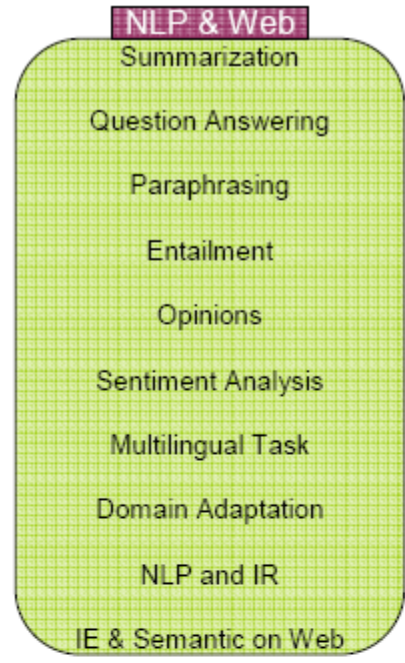 NLP & Web
Summarization
Question Answering
Paraphrasing
Entailment
Opinions
Sentiment Analysis
Multilingual Task
Domain Adaptation
NLP and IR
IE & Semantic on Web